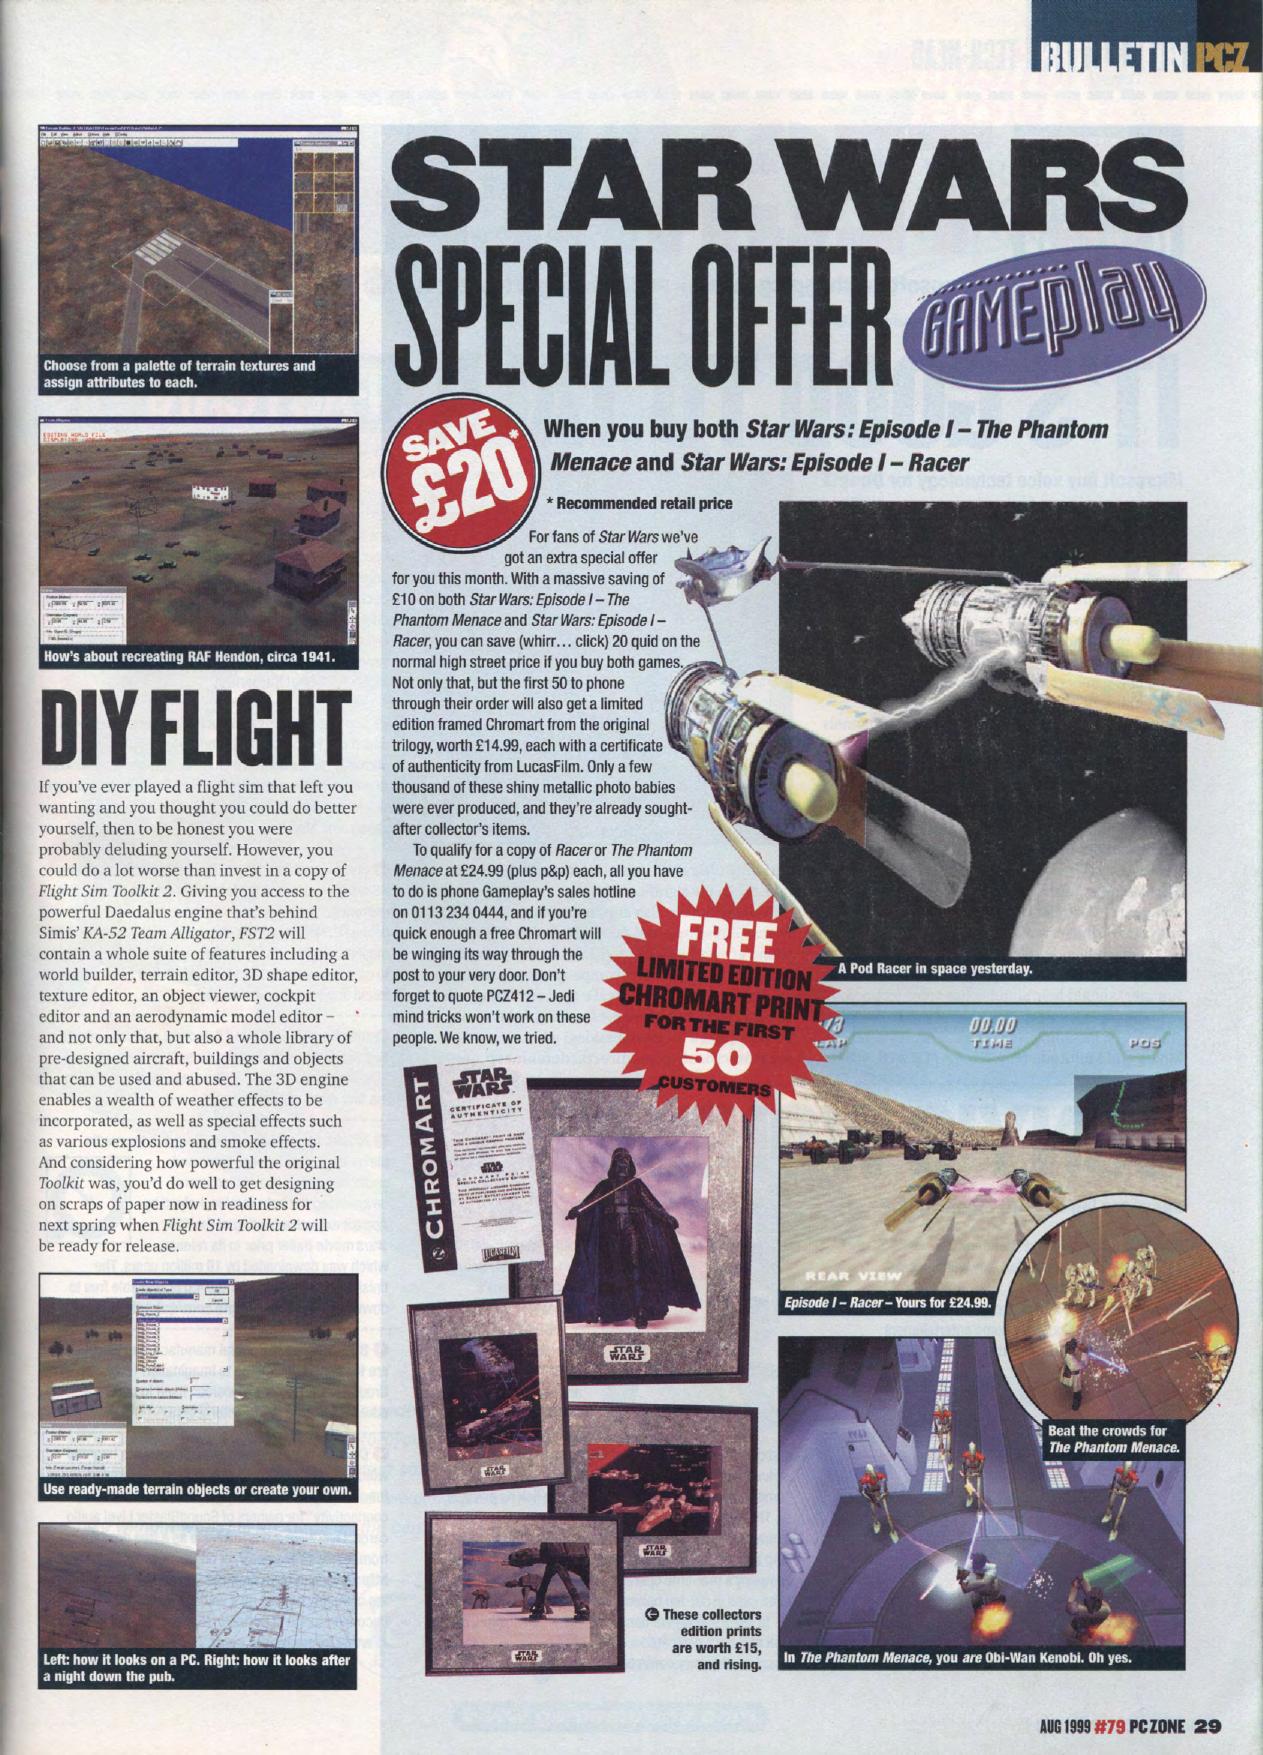 BULLETIN PCZ
Choose from a palette of terrain textures and
assign attributes to each.
How's about recreating RAF Hendon, circa 1941.
DIY FLIGHT
If you've ever played a flight sim that left you
wanting and you thought you could do better
yourself, then to be honest you were
probably deluding yourself. However, you
could do a lot worse than invest in a copy of
Flight Sim Toolkit 2. Giving you access to the
powerful Daedalus engine that's behind
Simis' KA-52 Team Alligator, FST2 will
contain a whole suite of features including a
world builder, terrain editor, 3D shape editor,
texture editor, an object viewer, cockpit
editor and an aerodynamic model editor –
and not only that, but also a whole library of
pre-designed aircraft, buildings and objects
that can be used and abused. The 3D engine
enables a wealth of weather effects to be
incorporated, as well as special effects such
as various explosions and smoke effects.
And considering how powerful the original
Toolkit was, you'd do well to get designing
on scraps of paper now in readiness for
next spring when Flight Sim Toolkit 2 will
be ready for release.
Use ready-made terrain objects or create your own.
Left: how it looks on a PC. Right: how it looks after
a night down the pub.
STAR WARS
SPECIAL OFFER
GAMEplay
SAVE
£20*
When you buy both Star Wars: Episode I – The Phantom
Menace and Star Wars: Episode I – Racer
* Recommended retail price
For fans of Star Wars we've
got an extra special offer
for you this month. With a massive saving of
£10 on both Star Wars: Episode I – The
Phantom Menace and Star Wars: Episode I –
Racer, you can save (whirr... click) 20 quid on the
normal high street price if you buy both games.
Not only that, but the first 50 to phone
through their order will also get a limited
edition framed Chromart from the original
trilogy, worth £14.99, each with a certificate
of authenticity from LucasFilm. Only a few
thousand of these shiny metallic photo babies
were ever produced, and they're already sought-
after collector's items.
To qualify for a copy of Racer or The Phantom
Menace at £24.99 (plus p&p) each, all you have
to do is phone Gameplay's sales hotline
on 0113 234 0444, and if you're
quick enough a free Chromart will
be winging its way through the
post to your very door. Don't
forget to quote PCZ412 – Jedi
mind tricks won't work on these
people. We know, we tried.
FREE
LIMITED EDITION
CHROMART PRINT
FOR THE FIRST
50
CUSTOMERS
A Pod Racer in space yesterday.
00.00
TIME
POS
REAR VIEW
Episode I – Racer – Yours for £24.99.
Beat the crowds for
The Phantom Menace.
In The Phantom Menace, you are Obi-Wan Kenobi. Oh yes.
CHROMART
STAR WARS
CERTIFICATE OF
AUTHENTICITY
LUCASFILM
STAR WARS
STAR WARS
STAR WARS
STAR WARS
These collectors
edition prints
are worth £15,
and rising.
AUG 1999 #79 PC ZONE 29